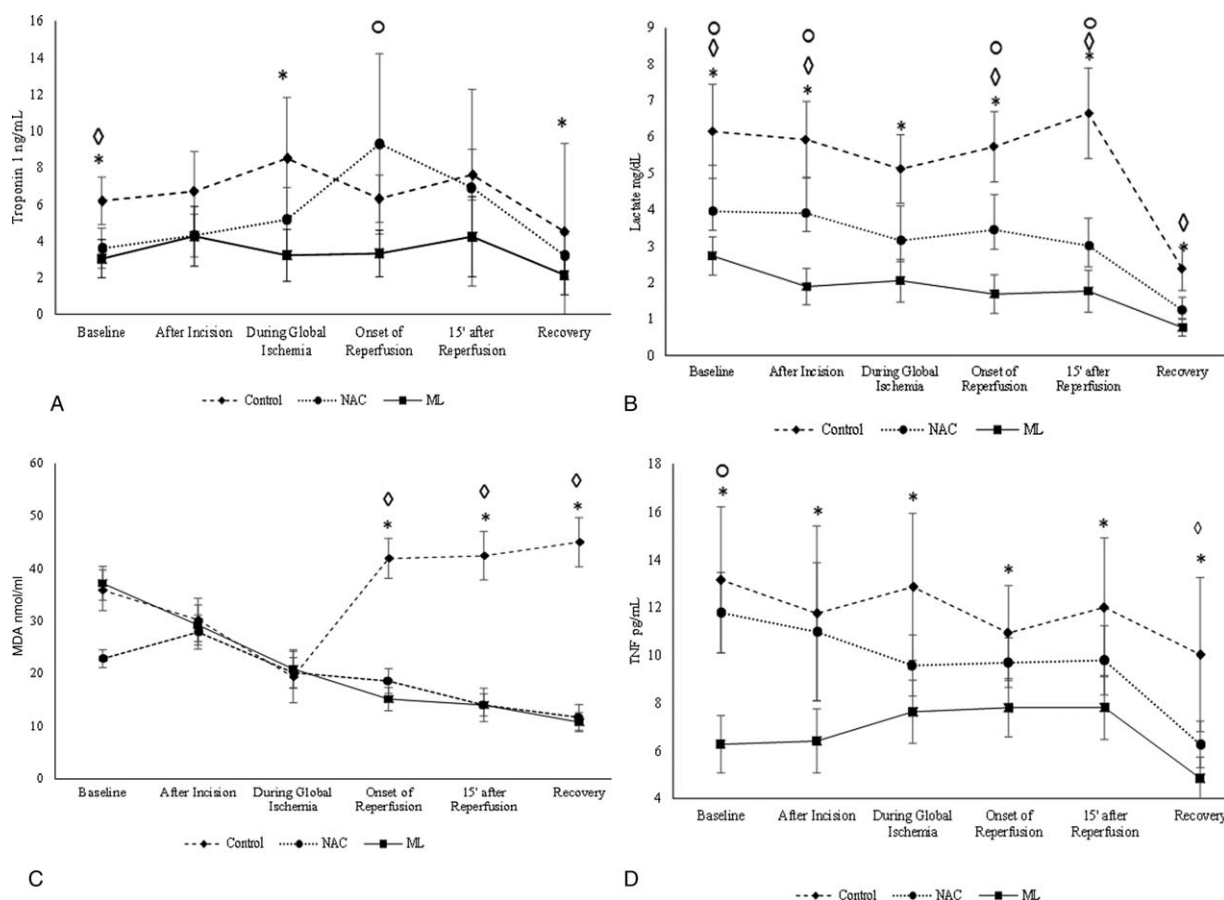 16
14
12
10
8
6
4
2
0
Troponin 1 ng/mL
Baseline
After Incision
During Global
Ischemia
Onset of
Reperfusion
15' after
Reperfusion
Recovery
A
Control
NAC
ML
9
8
7
6
5
4
3
2
1
0
Lactate mg/dL
Baseline
After Incision
During Global
Ischemia
Onset of
Reperfusion
15' after
Reperfusion
Recovery
B
Control
NAC
ML
60
50
40
30
20
10
0
MDA nmol/ml
Baseline
After Incision
During Global
Ischemia
Onset of
Reperfusion
15' after
Reperfusion
Recovery
Control
NAC
ML
C
18
16
14
12
10
8
6
4
TNF pg/mL
Baseline
After Incision
During Global
Ischemia
Onset of
Reperfusion
15' after
Reperfusion
Recovery
D
Control
NAC
ML